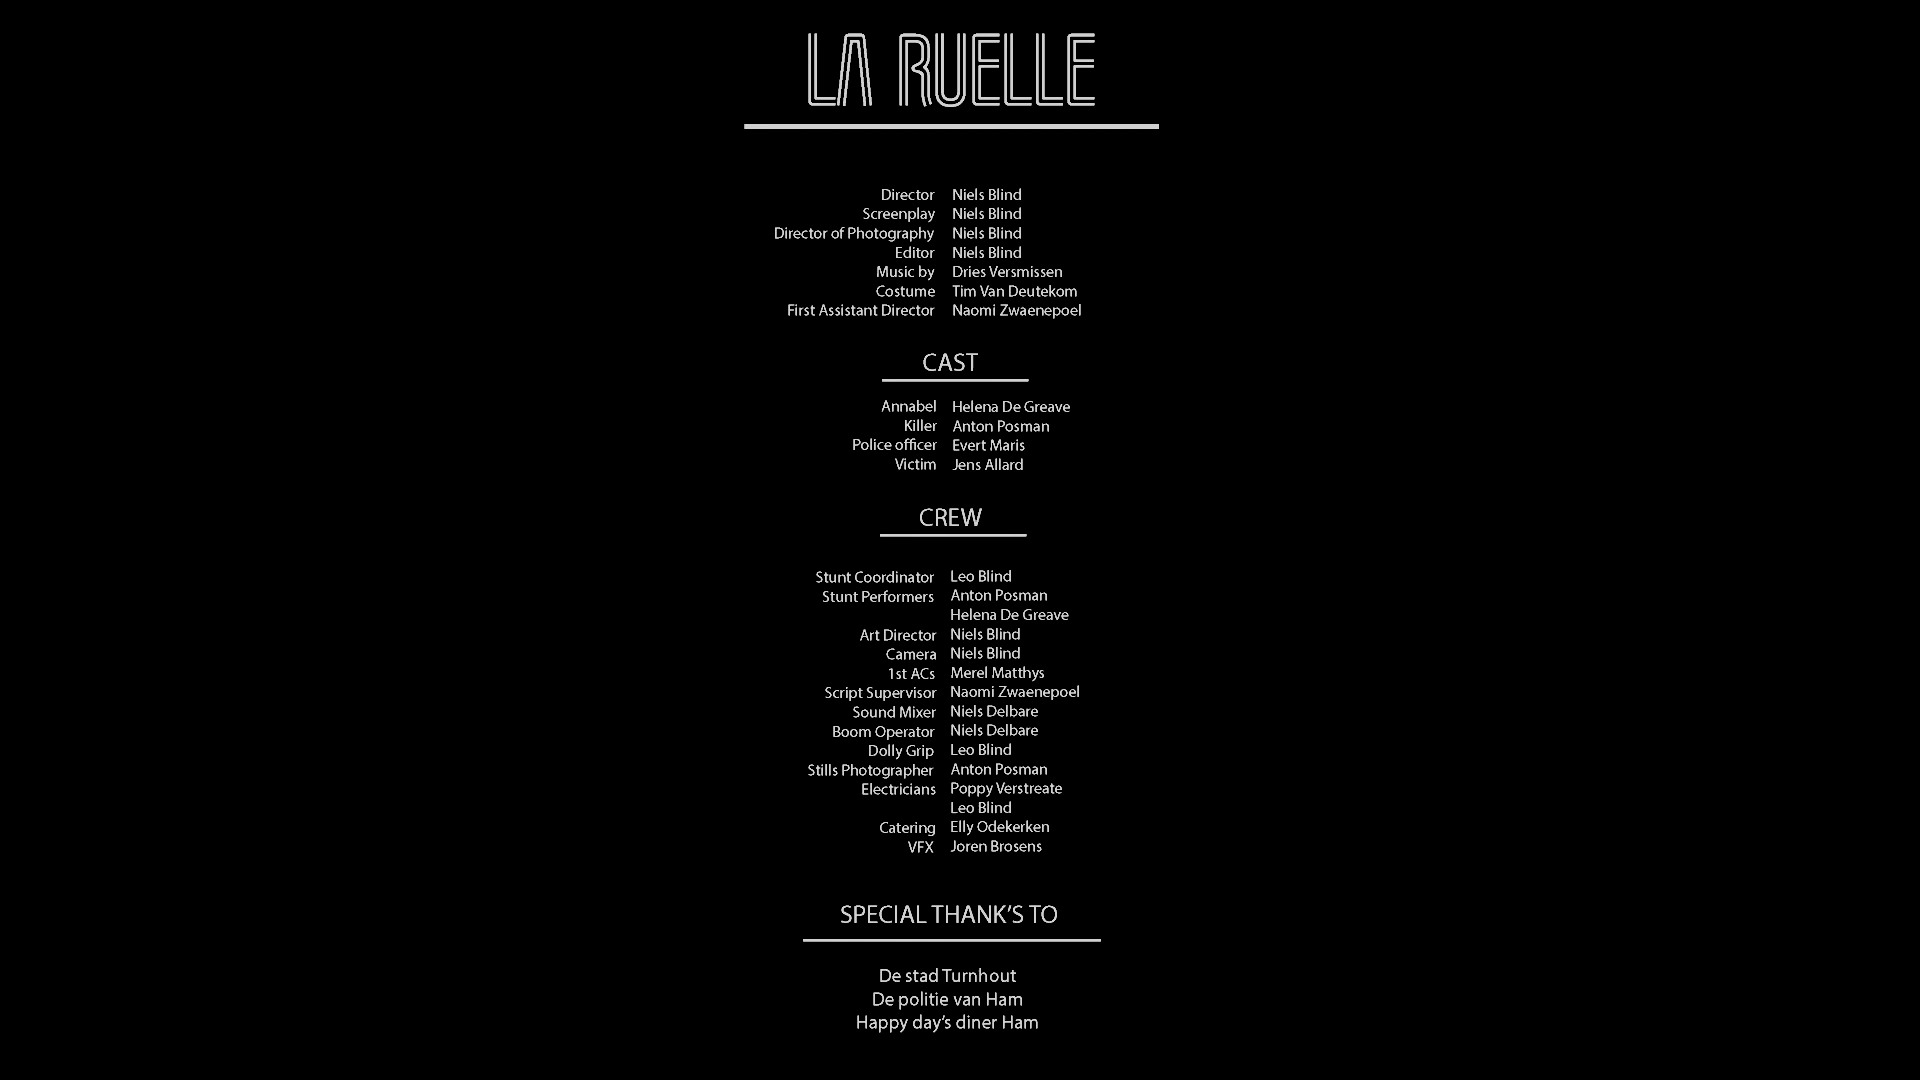 LA RUELLE
Director Niels Blind
Screenplay Niels Blind
Director of Photography Niels Blind
Editor Niels Blind
Music by Dries Versmissen
Costume Tim Van Deutekom
First Assistant Director Naomi Zwaenepoel
CAST
Annabel Helena De Greave
Killer Anton Posman
Police officer Evert Maris
Victim Jens Allard
CREW
Stunt Coordinator Leo Blind
Stunt Performers Anton Posman
Helena De Greave
Art Director Niels Blind
Camera Niels Blind
1st ACs Merel Matthys
Script Supervisor Naomi Zwaenepoel
Sound Mixer Niels Delbare
Boom Operator Niels Delbare
Dolly Grip Leo Blind
Stills Photographer Anton Posman
Electricians Poppy Verstreate
Leo Blind
Catering Elly Odekerken
VFX Joren Brosens
SPECIAL THANK'S TO
De stad Turnhout
De politie van Ham
Happy day's diner Ham